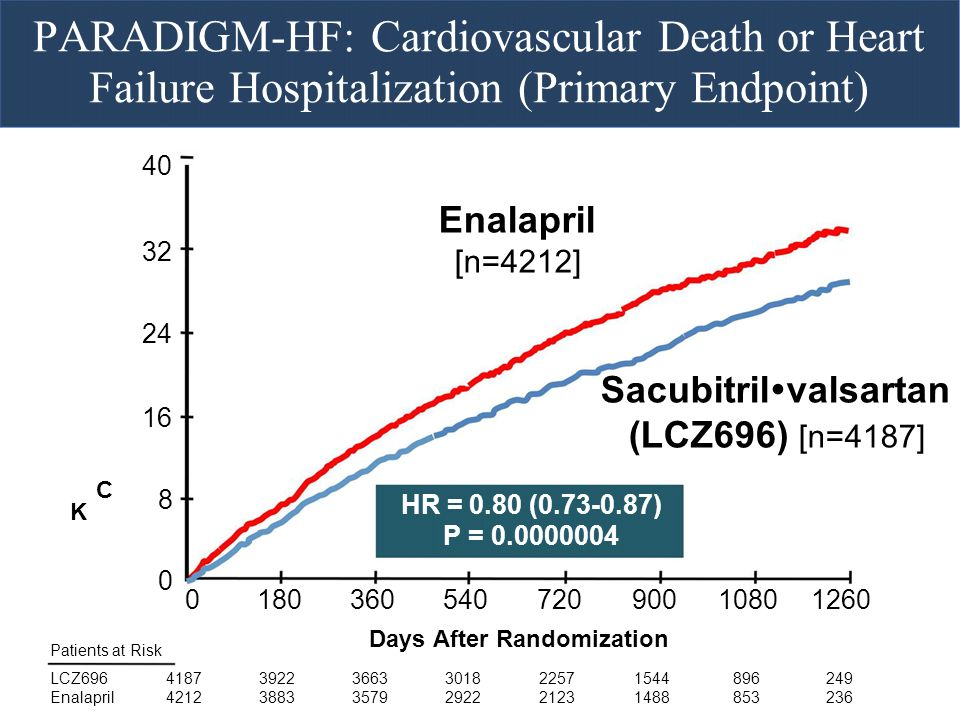 PARADIGM-HF: Cardiovascular Death or Heart
Failure Hospitalization (Primary Endpoint)
40
32
24
16
8
0
C
K
Enalapril
[n=4212]
Sacubitril•valsartan
(LCZ696) [n=4187]
HR = 0.80 (0.73-0.87)
P = 0.0000004
0 180 360 540 720 900 1080 1260
Days After Randomization
Patients at Risk
LCZ696 4187 3922 3663 3018 2257 1544 896 249
Enalapril 4212 3883 3579 2922 2123 1488 853 236